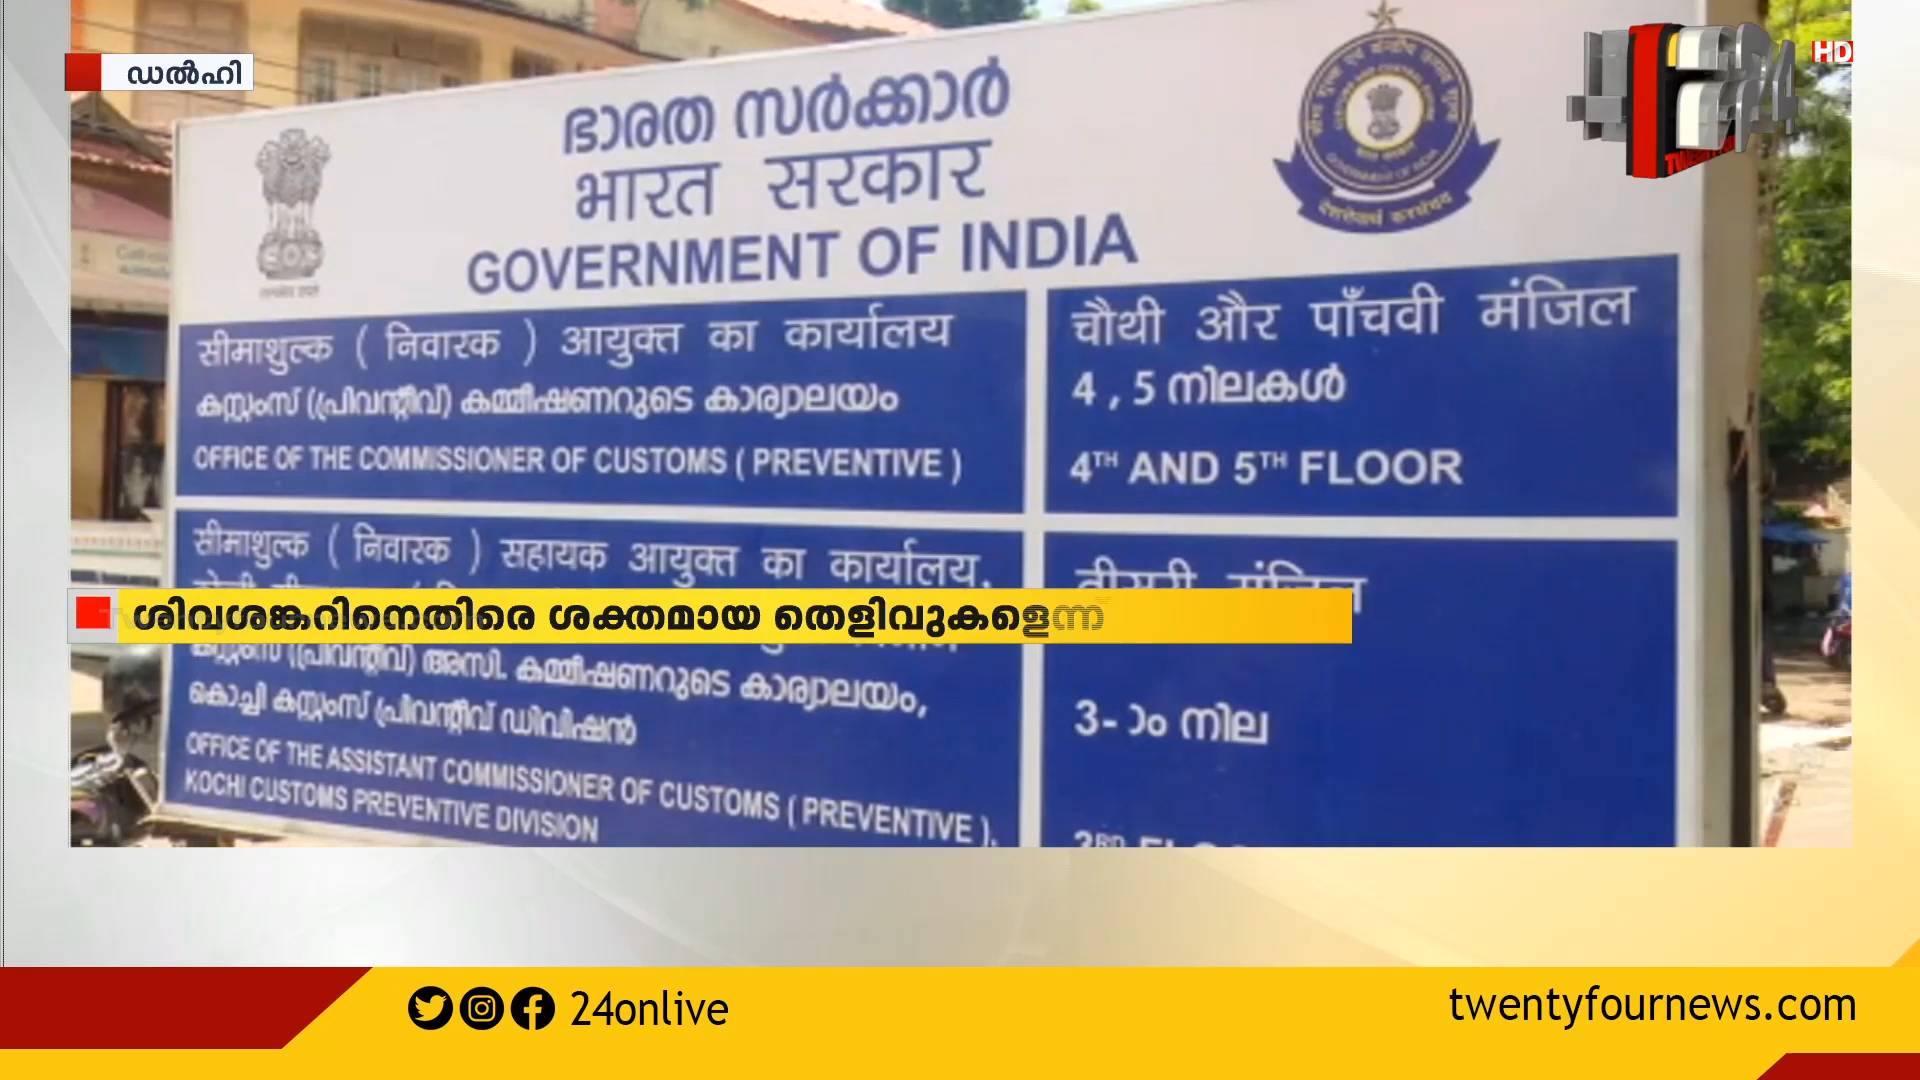 ഡൽഹി
HD
ഭാരത സർക്കാർ
भारत सरकार
GOVERNMENT OF INDIA
सीमाशुल्क ( निवारक ) आयुक्त का कार्यालय
കസ്റ്റംസ് (പ്രിവന്റീവ്) കമ്മീഷണറുടെ കാര്യാലയം
OFFICE OF THE COMMISSIONER OF CUSTOMS ( PREVENTIVE )
चौथी और पाँचवी मंजिल
4 , 5 നിലകൾ
4TH AND 5TH FLOOR
सीमाशुल्क ( निवारक ) सहायक आयुक्त का कार्यालय,
ശിവശങ്കറിനെതിരെ ശക്തമായ തെളിവുകളെന്ന്
കസ്റ്റംസ് (പ്രിവന്റീവ്) അസി. കമ്മീഷണറുടെ കാര്യാലയം,
കൊച്ചി കസ്റ്റംസ് പ്രിവന്റീവ് ഡിവിഷൻ
OFFICE OF THE ASSISTANT COMMISSIONER OF CUSTOMS ( PREVENTIVE ),
KOCHI CUSTOMS PREVENTIVE DIVISION
तीसरी मंजिल
3- ാം നില
24onlive
twentyfournews.com